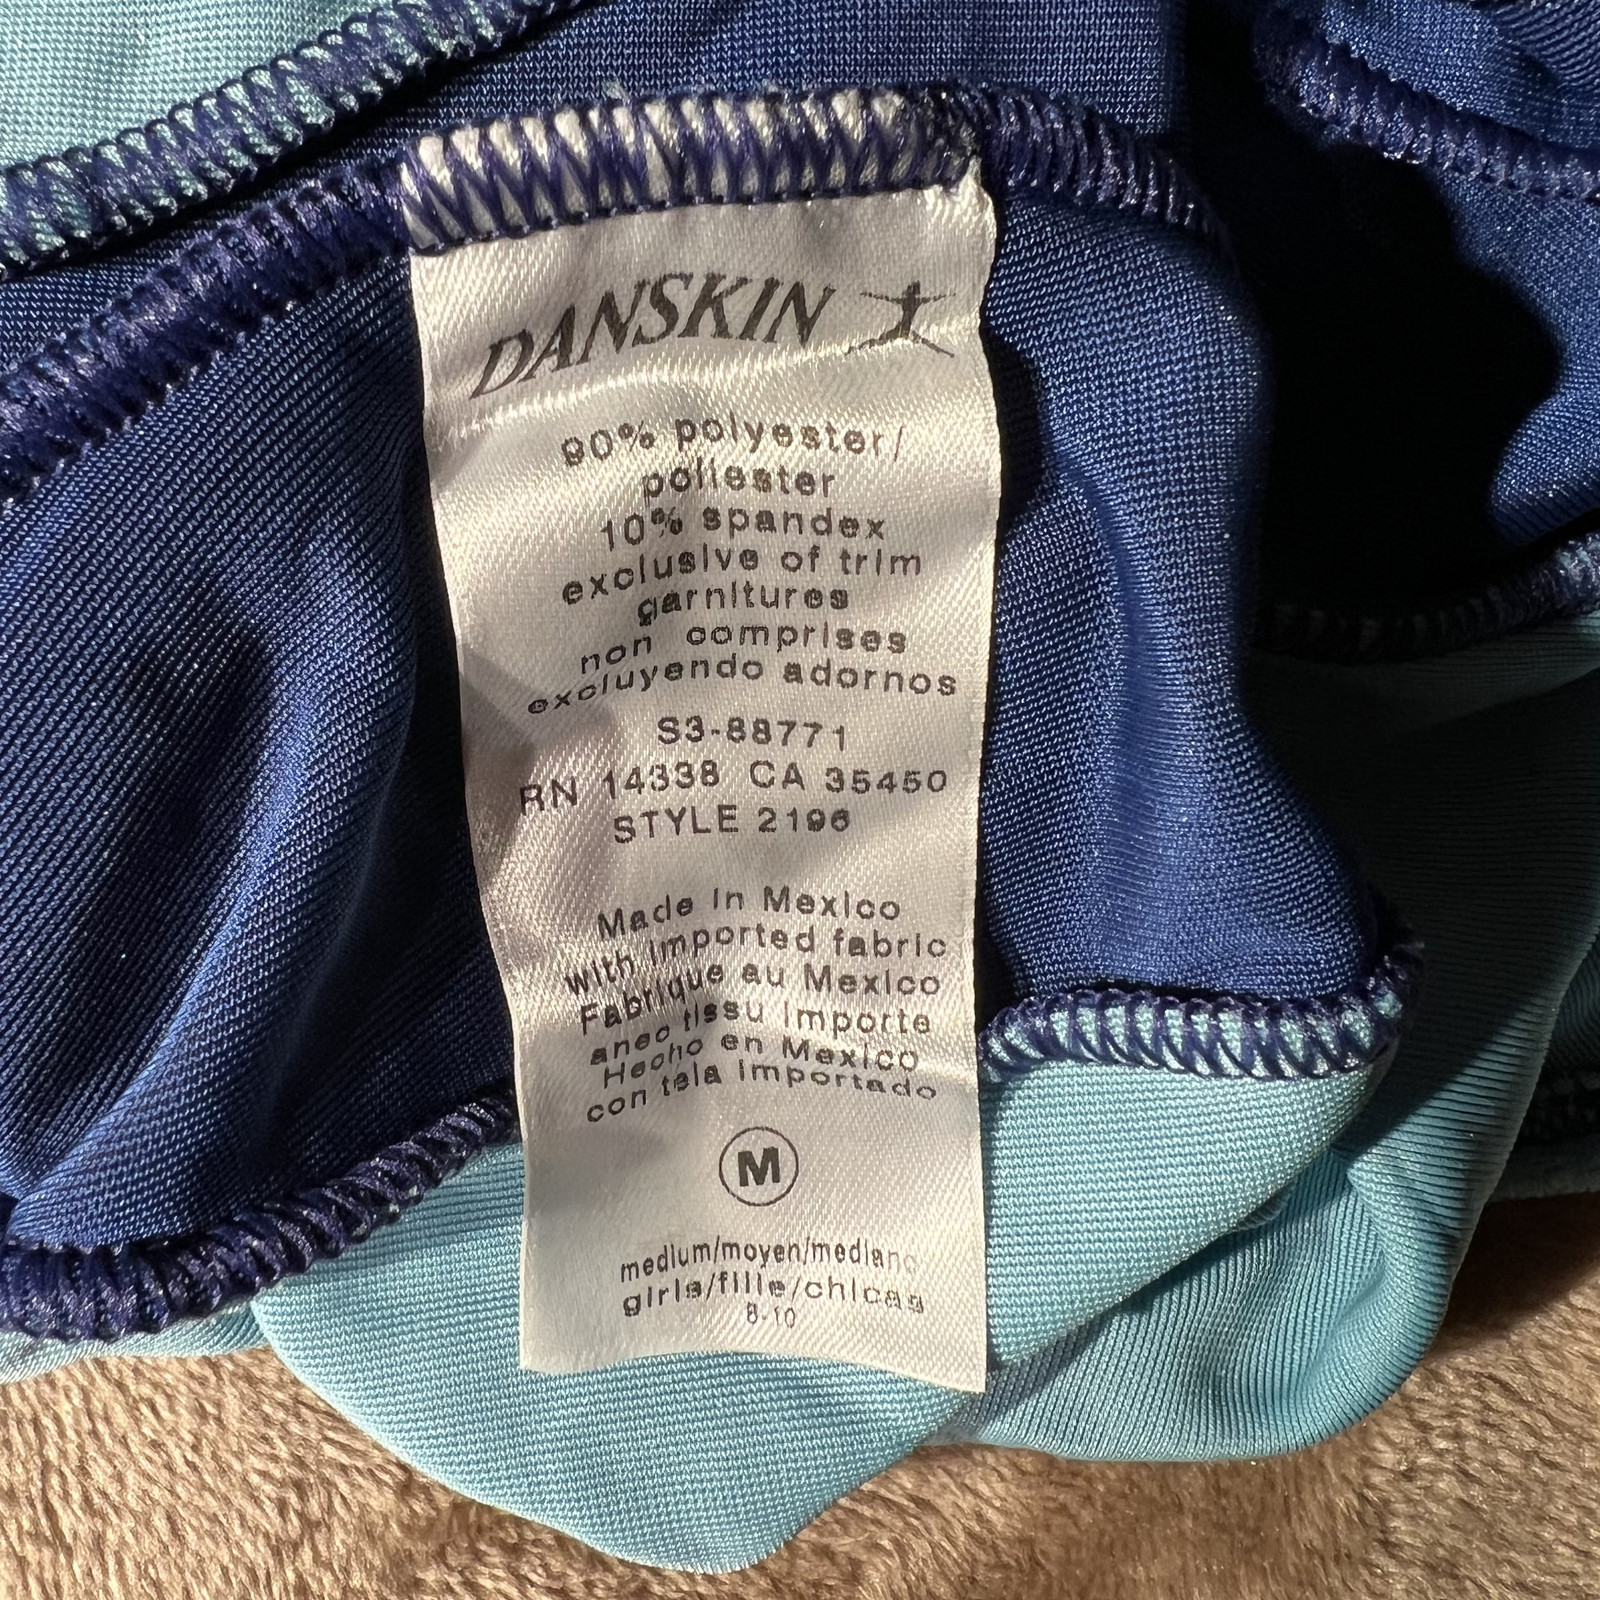 DANSKIN
90% polyester/
poliester
10% spandex
exclusive of trim
garnitures
non comprises
excluyendo adornos
S3-88771
RN 14338 CA 35450
STYLE 2196
Made in Mexico
with imported fabric
Fabrique au Mexico
anec tissu importe
Hecho en Mexico
con tela importado
M
medium/moyen/mediano
girls/fille/chicas
8-10